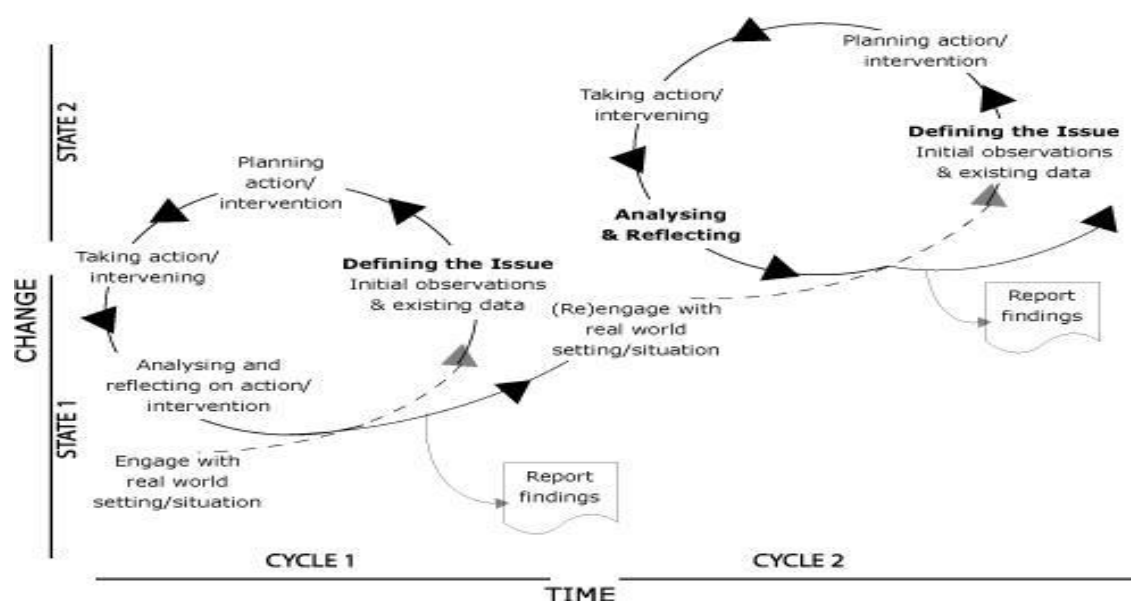 CHANGE
STATE 2
STATE 1
Planning
action/
intervention
Taking action/
intervening
Defining the Issue
Initial observations
& existing data
Analysing and
reflecting on action/
intervention
Engage with
real world
setting/situation
Report
findings
(Re)engage with
real world
setting/situation
Planning action/
intervention
Taking action/
intervening
Defining the Issue
Initial observations
& existing data
Analysing
& Reflecting
Report
findings
CYCLE 1
CYCLE 2
TIME